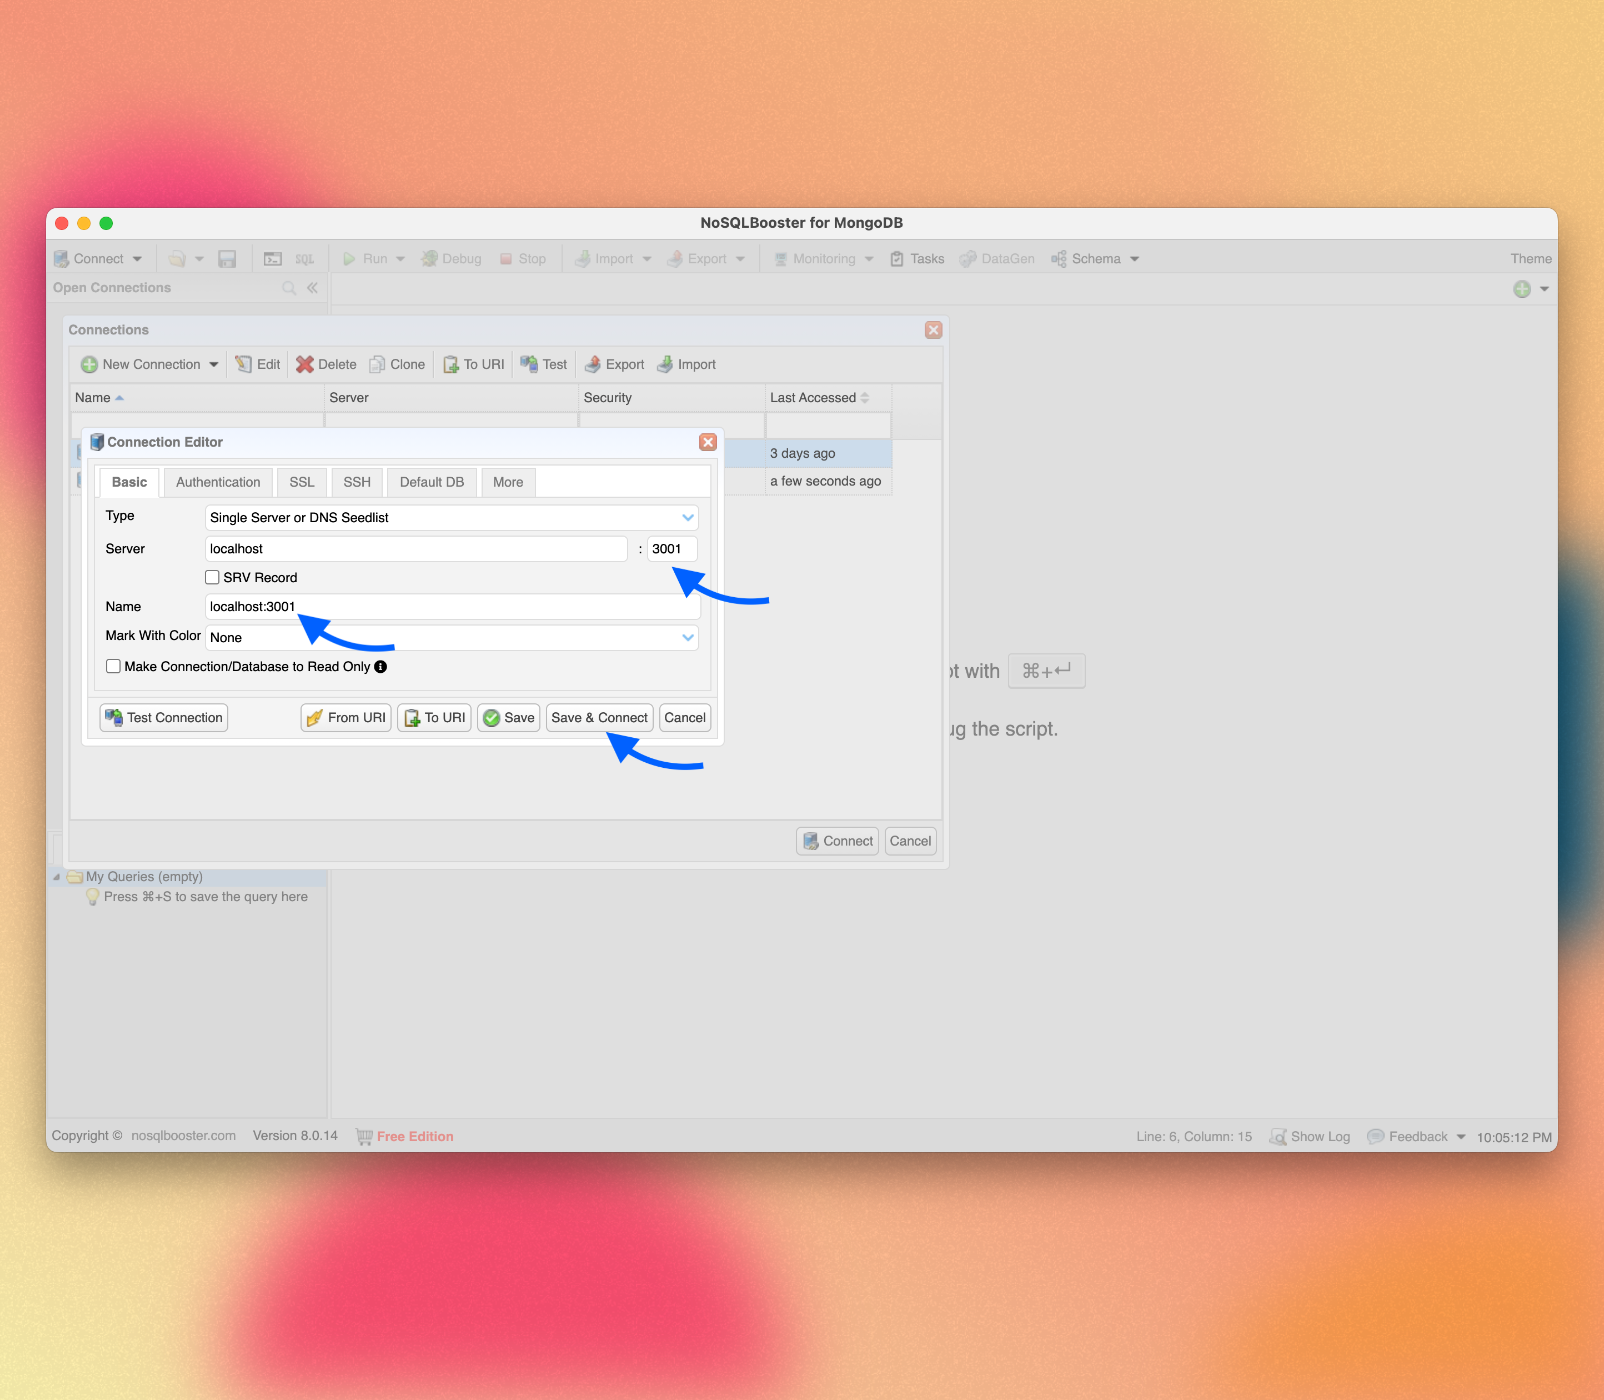 NoSQLBooster for MongoDB
Connect Run Debug Stop Import Export Monitoring Tasks DataGen Schema Theme
SQL
Open Connections
Connections
New Connection Edit Delete Clone To URI Test Export Import
Name Server Security Last Accessed
3 days ago
a few seconds ago
Connection Editor
Basic Authentication SSL SSH Default DB More
Type Single Server or DNS Seedlist
Server localhost : 3001
SRV Record
Name localhost:3001
Mark With Color None
Make Connection/Database to Read Only
Test Connection From URI To URI Save Save & Connect Cancel
with ⌘+↵
the script.
Connect Cancel
My Queries (empty)
Press ⌘+S to save the query here
Copyright © nosqlbooster.com Version 8.0.14 Free Edition Line: 6, Column: 15 Show Log Feedback 10:05:12 PM